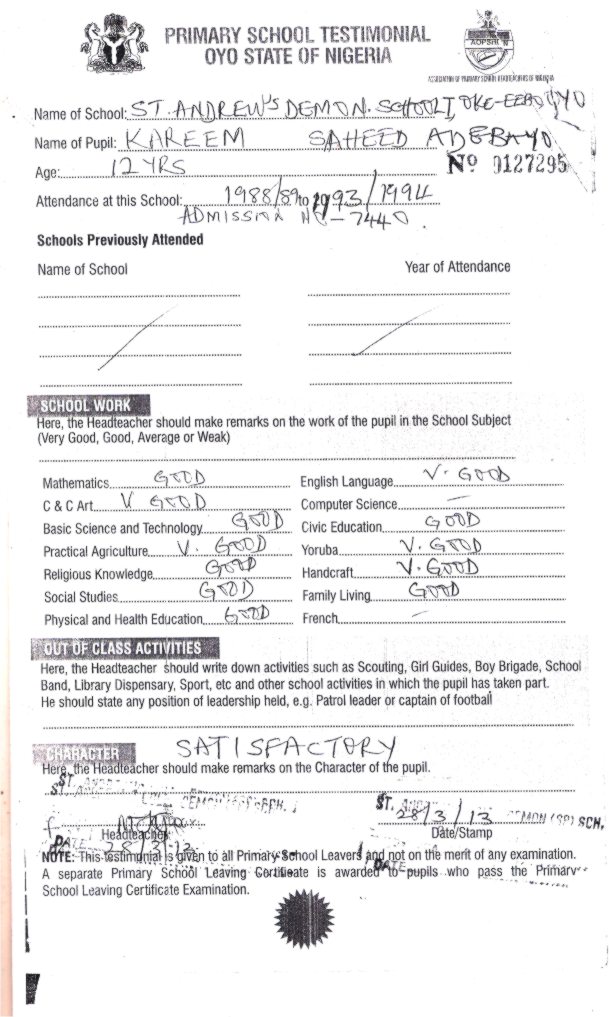 PRIMARY SCHOOL TESTIMONIAL
OYO STATE OF NIGERIA
AOPSHON
ASSOCIATION OF PRIMARY SCHOOL HEADTEACHERS OF NIGERIA
Name of School: ST. ANDREW'S DEMON. SCHOOL I, OKE-EEBO OYO
Name of Pupil: KAREEM SAHEED ADEBAYO
Age: 12 YRS
Nº 0127295
Attendance at this School: 1988/89 to 1993/1994
ADMISSION NO - 7440.
Schools Previously Attended
Name of School Year of Attendance
SCHOOL WORK
Here, the Headteacher should make remarks on the work of the pupil in the School Subject
(Very Good, Good, Average or Weak)
Mathematics GOOD English Language V. GOOD
C & C Art V GOOD Computer Science —
Basic Science and Technology GOOD Civic Education GOOD
Practical Agriculture V. GOOD Yoruba V. GOOD
Religious Knowledge GOOD Handcraft V. GOOD
Social Studies GOOD Family Living GOOD
Physical and Health Education GOOD French —
OUT OF CLASS ACTIVITIES
Here, the Headteacher should write down activities such as Scouting, Girl Guides, Boy Brigade, School
Band, Library Dispensary, Sport, etc and other school activities in which the pupil has taken part.
He should state any position of leadership held, e.g. Patrol leader or captain of football
SATISFACTORY
CHARACTER
Here, the Headteacher should make remarks on the Character of the pupil.
ST.
ST. 28/3/13 DEMON (SP) SCH.
Headteacher Date/Stamp
DATE 28/3/13
NOTE: This testimonial is given to all Primary School Leavers and not on the merit of any examination.
DATE
A separate Primary School Leaving Certificate is awarded to pupils who pass the Primary
School Leaving Certificate Examination.